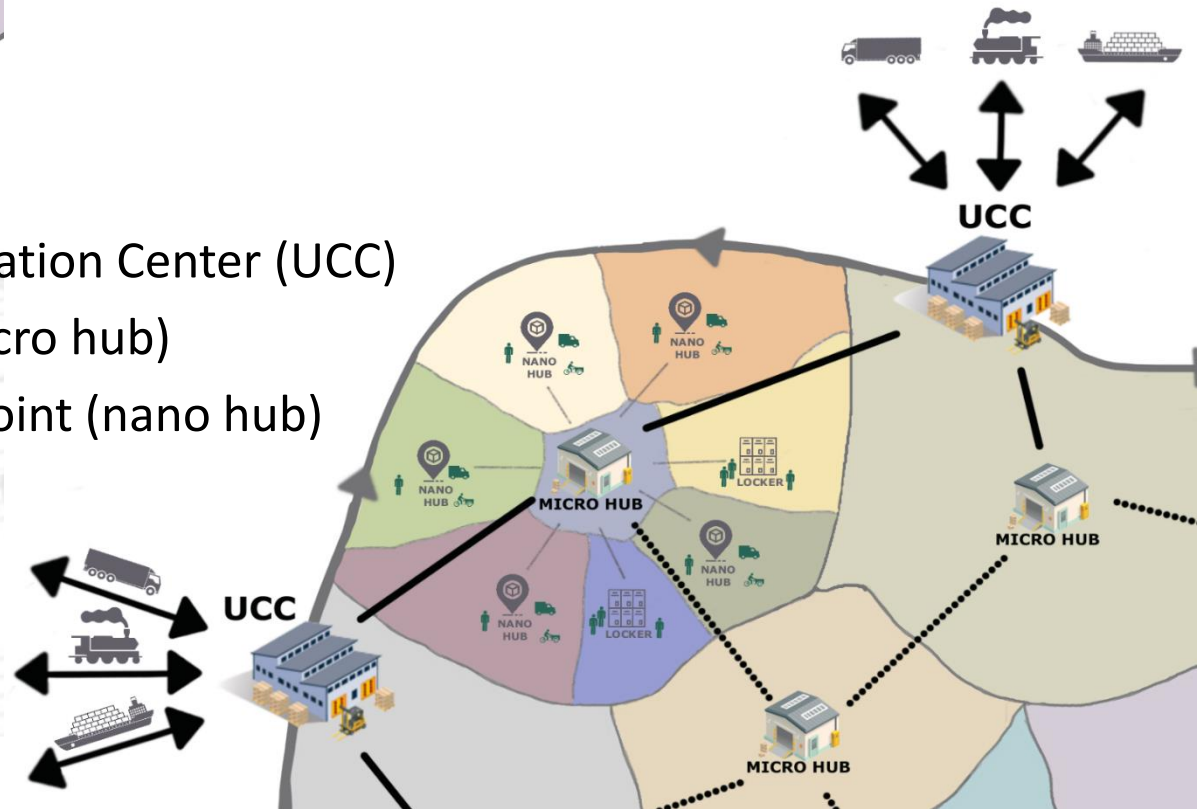 UCC
ation Center (UCC)
cro hub)
oint (nano hub)
NANO
HUB
NANO
HUB
NANO
HUB
LOCKER
MICRO HUB
NANO
HUB
MICRO HUB
NANO
HUB
LOCKER
UCC
MICRO HUB